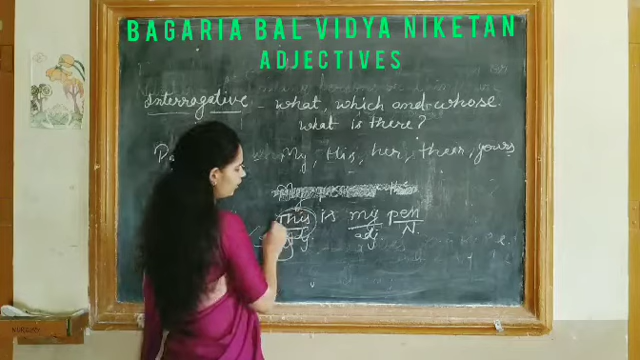 BAGARIA BAL VIDYA NIKETAN
ADJECTIVES
Interrogative - what, which and whose.
What is there?
My, His, her, their, yours
This is my pen
adj. adj. N.